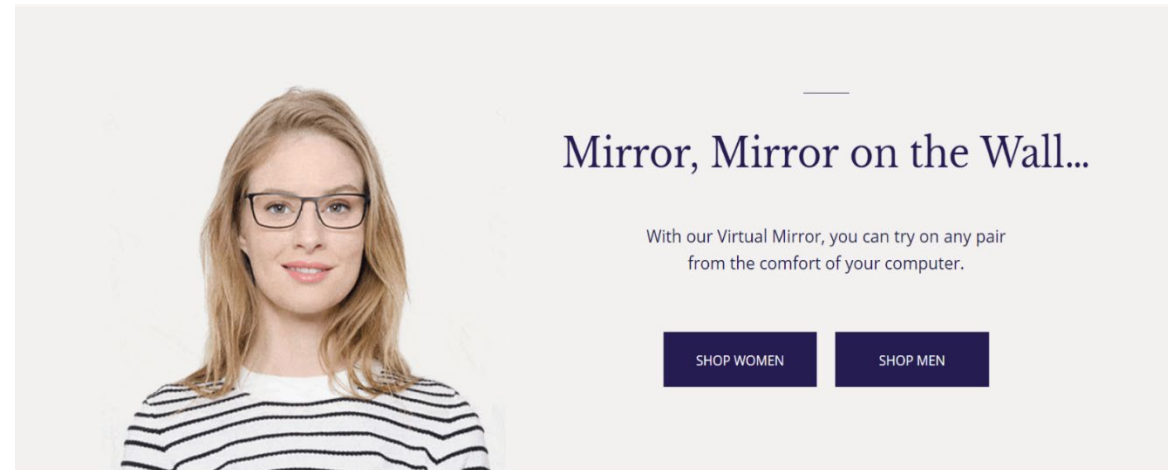 Mirror, Mirror on the Wall...
With our Virtual Mirror, you can try on any pair
from the comfort of your computer.
SHOP WOMEN
SHOP MEN